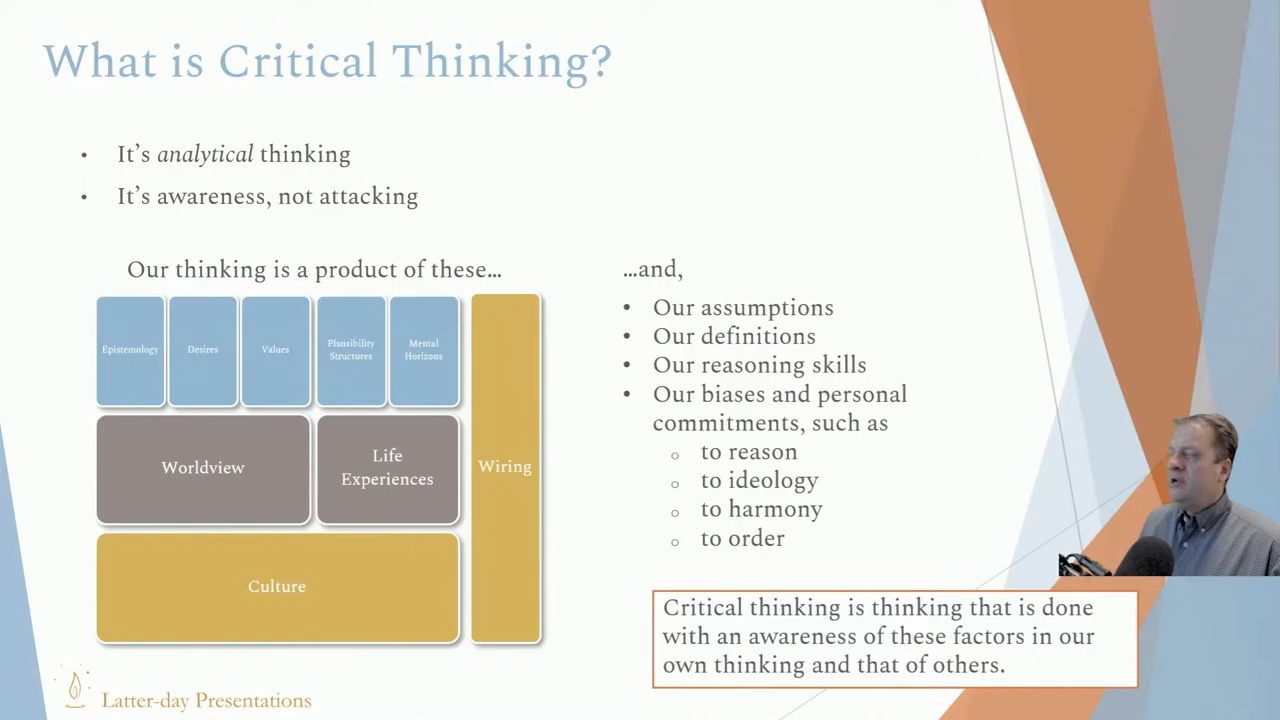 What is Critical Thinking?
• It's analytical thinking
• It's awareness, not attacking
Our thinking is a product of these...
Epistemology
Desires
Values
Plausibility
Structures
Mental
Horizons
Wiring
Worldview
Life
Experiences
Culture
...and,
• Our assumptions
• Our definitions
• Our reasoning skills
• Our biases and personal
commitments, such as
o to reason
o to ideology
o to harmony
o to order
Critical thinking is thinking that is done
with an awareness of these factors in our
own thinking and that of others.
Latter-day Presentations